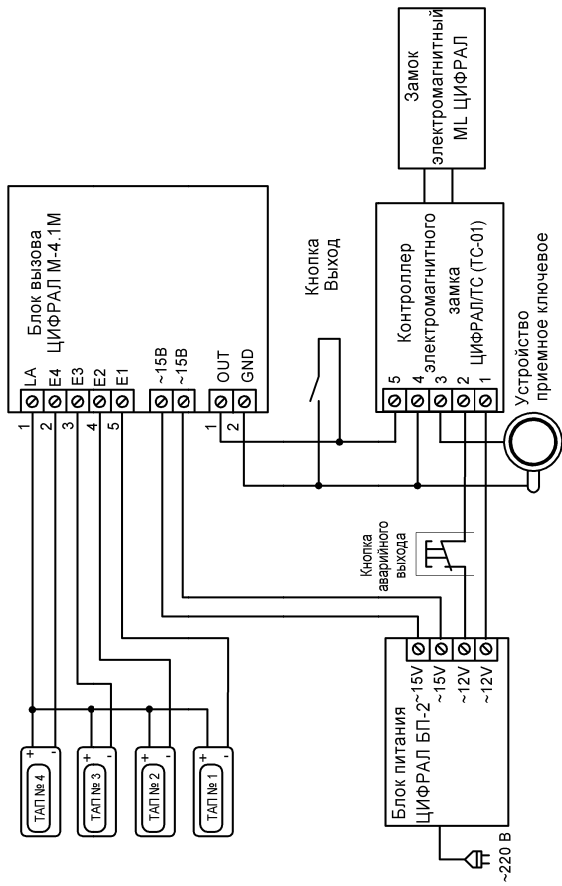 Блок вызова
ЦИФРАЛ М-4.1М
1 LA
2 E4
3 E3
4 E2
5 E1
~15В
~15В
1 OUT
2 GND
Кнопка
Выход
Замок
электромагнитный
ML ЦИФРАЛ
Контроллер
электромагнитного
замка
ЦИФРАЛ/ТС (ТС-01)
5
4
3
2
1
Устройство
приемное ключевое
Кнопка
аварийного
выхода
+
-
ТАП № 4
+
-
ТАП № 3
+
-
ТАП № 2
+
-
ТАП № 1
Блок питания
ЦИФРАЛ БП-2
~15V
~15V
~12V
~12V
~220 В